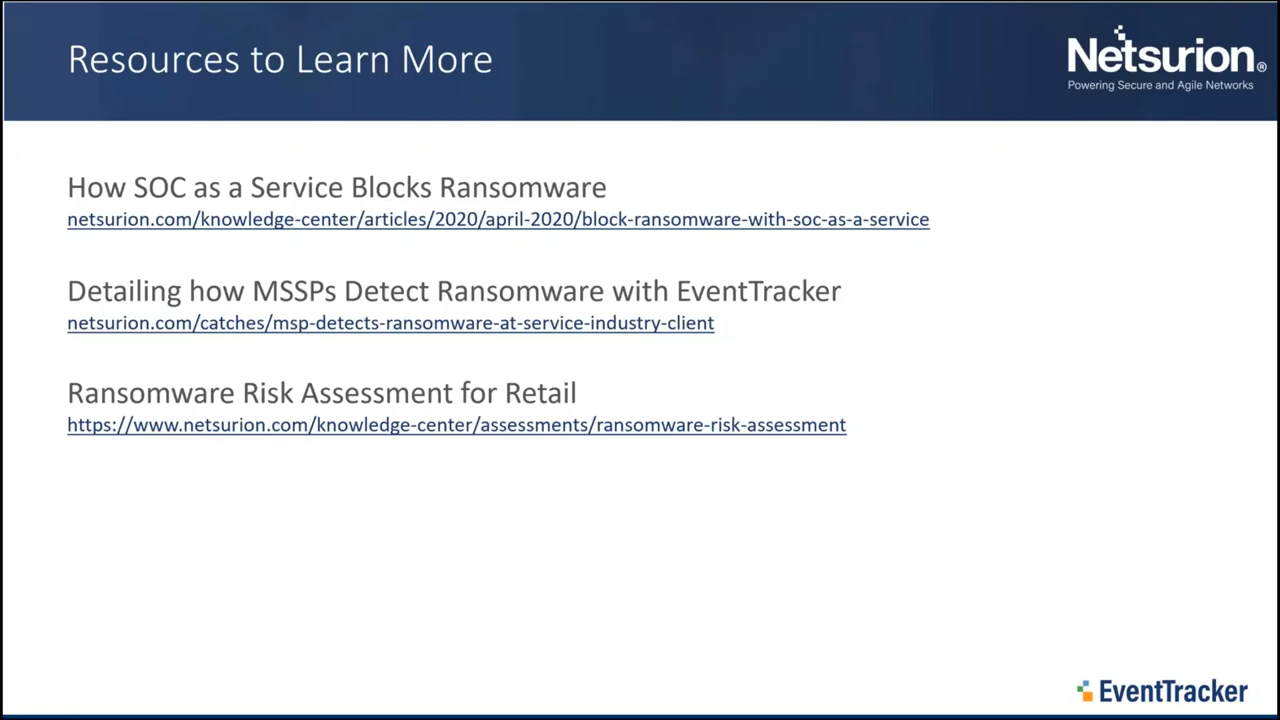 Resources to Learn More
Netsurion®
Powering Secure and Agile Networks
How SOC as a Service Blocks Ransomware
netsurion.com/knowledge-center/articles/2020/april-2020/block-ransomware-with-soc-as-a-service
Detailing how MSSPs Detect Ransomware with EventTracker
netsurion.com/catches/msp-detects-ransomware-at-service-industry-client
Ransomware Risk Assessment for Retail
https://www.netsurion.com/knowledge-center/assessments/ransomware-risk-assessment
EventTracker